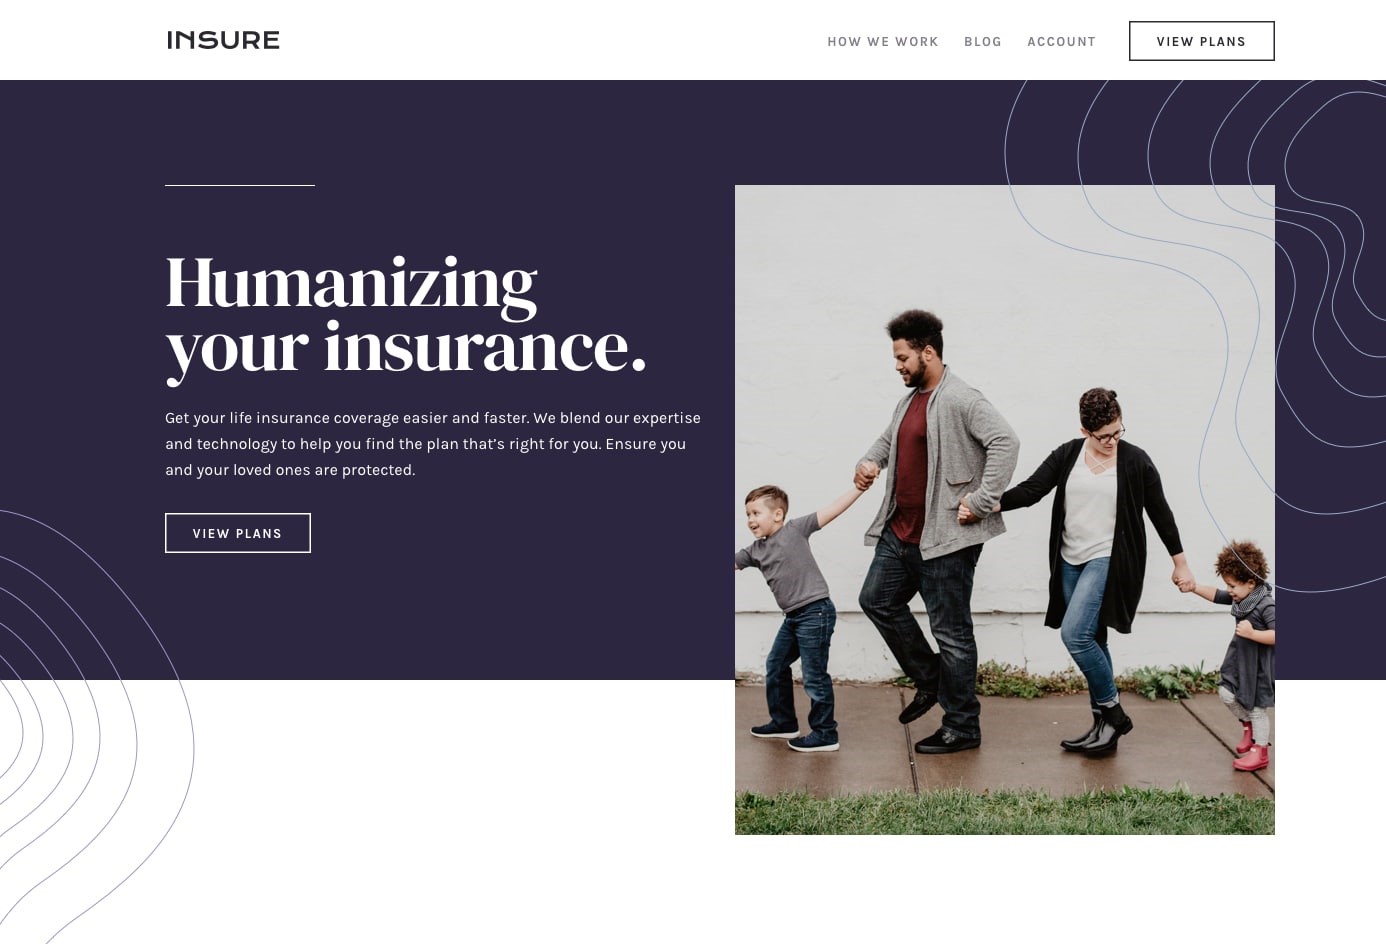 INSURE
HOW WE WORK
BLOG
ACCOUNT
VIEW PLANS
Humanizing
your insurance.
Get your life insurance coverage easier and faster. We blend our expertise
and technology to help you find the plan that’s right for you. Ensure you
and your loved ones are protected.
VIEW PLANS